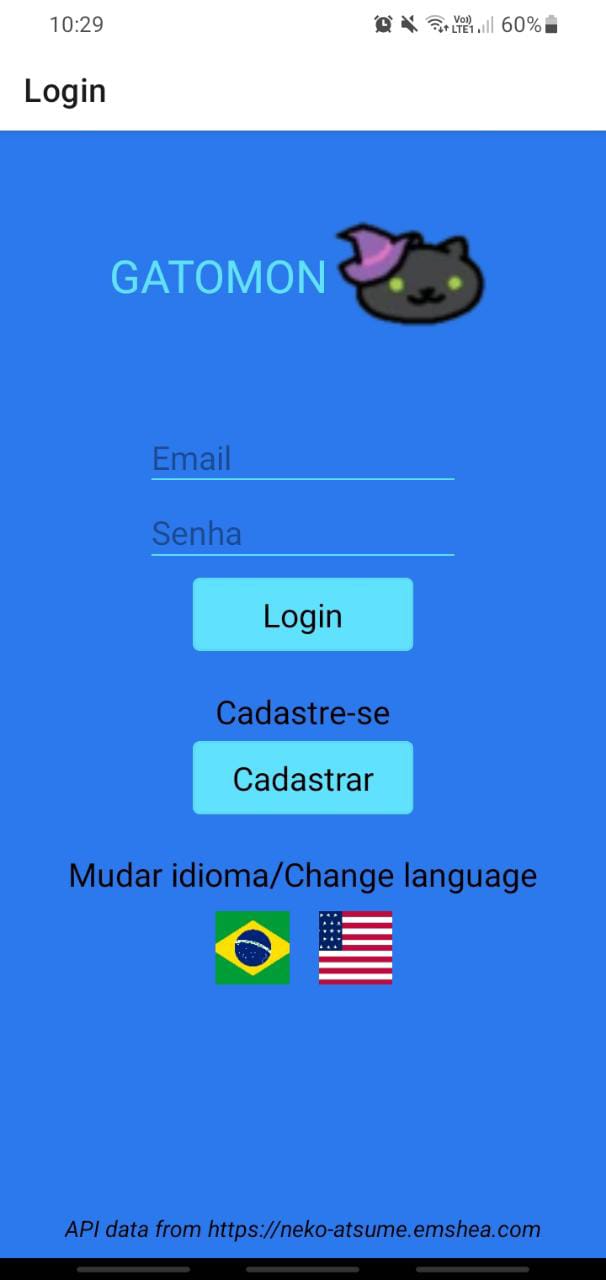 10:29 Vo)) LTE1 60%
Login
GATOMON
Email
Senha
Login
Cadastre-se
Cadastrar
Mudar idioma/Change language
API data from https://neko-atsume.emshea.com